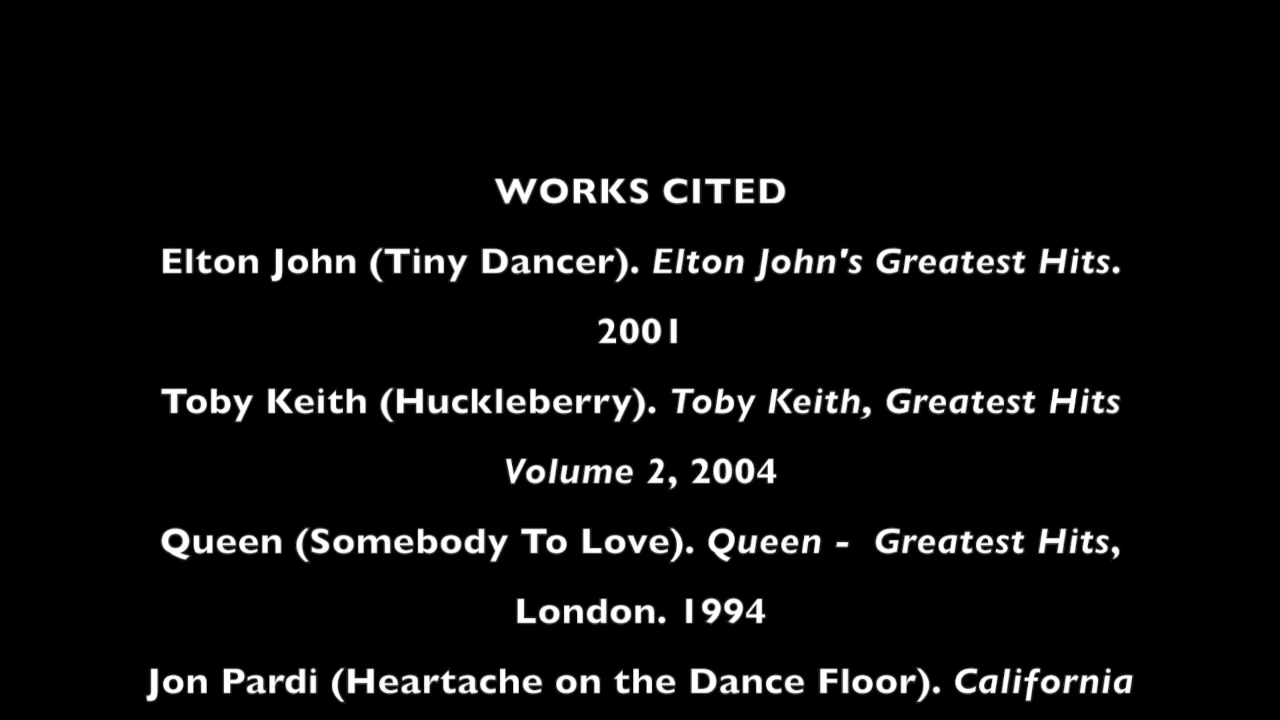 WORKS CITED
Elton John (Tiny Dancer). Elton John's Greatest Hits.
2001
Toby Keith (Huckleberry). Toby Keith, Greatest Hits
Volume 2, 2004
Queen (Somebody To Love). Queen -  Greatest Hits,
London. 1994
Jon Pardi (Heartache on the Dance Floor). California